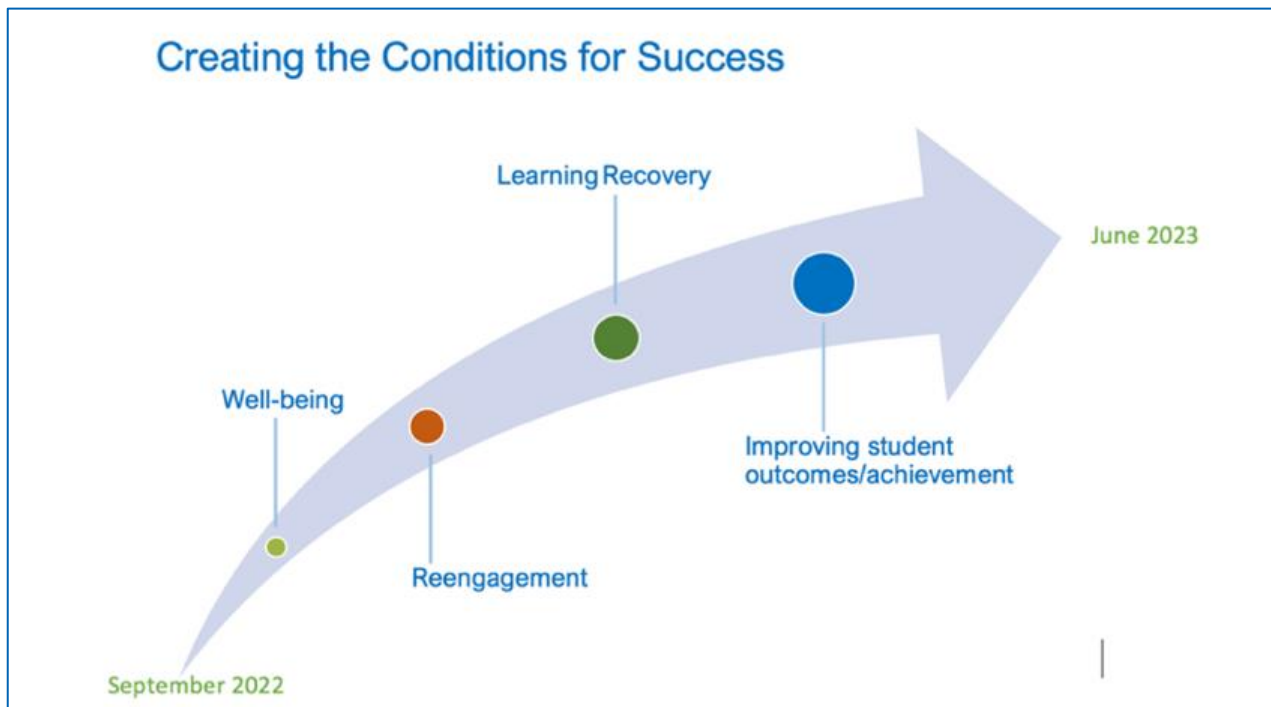 Creating the Conditions for Success
Learning Recovery
June 2023
Well-being
Improving student
outcomes/achievement
Reengagement
September 2022